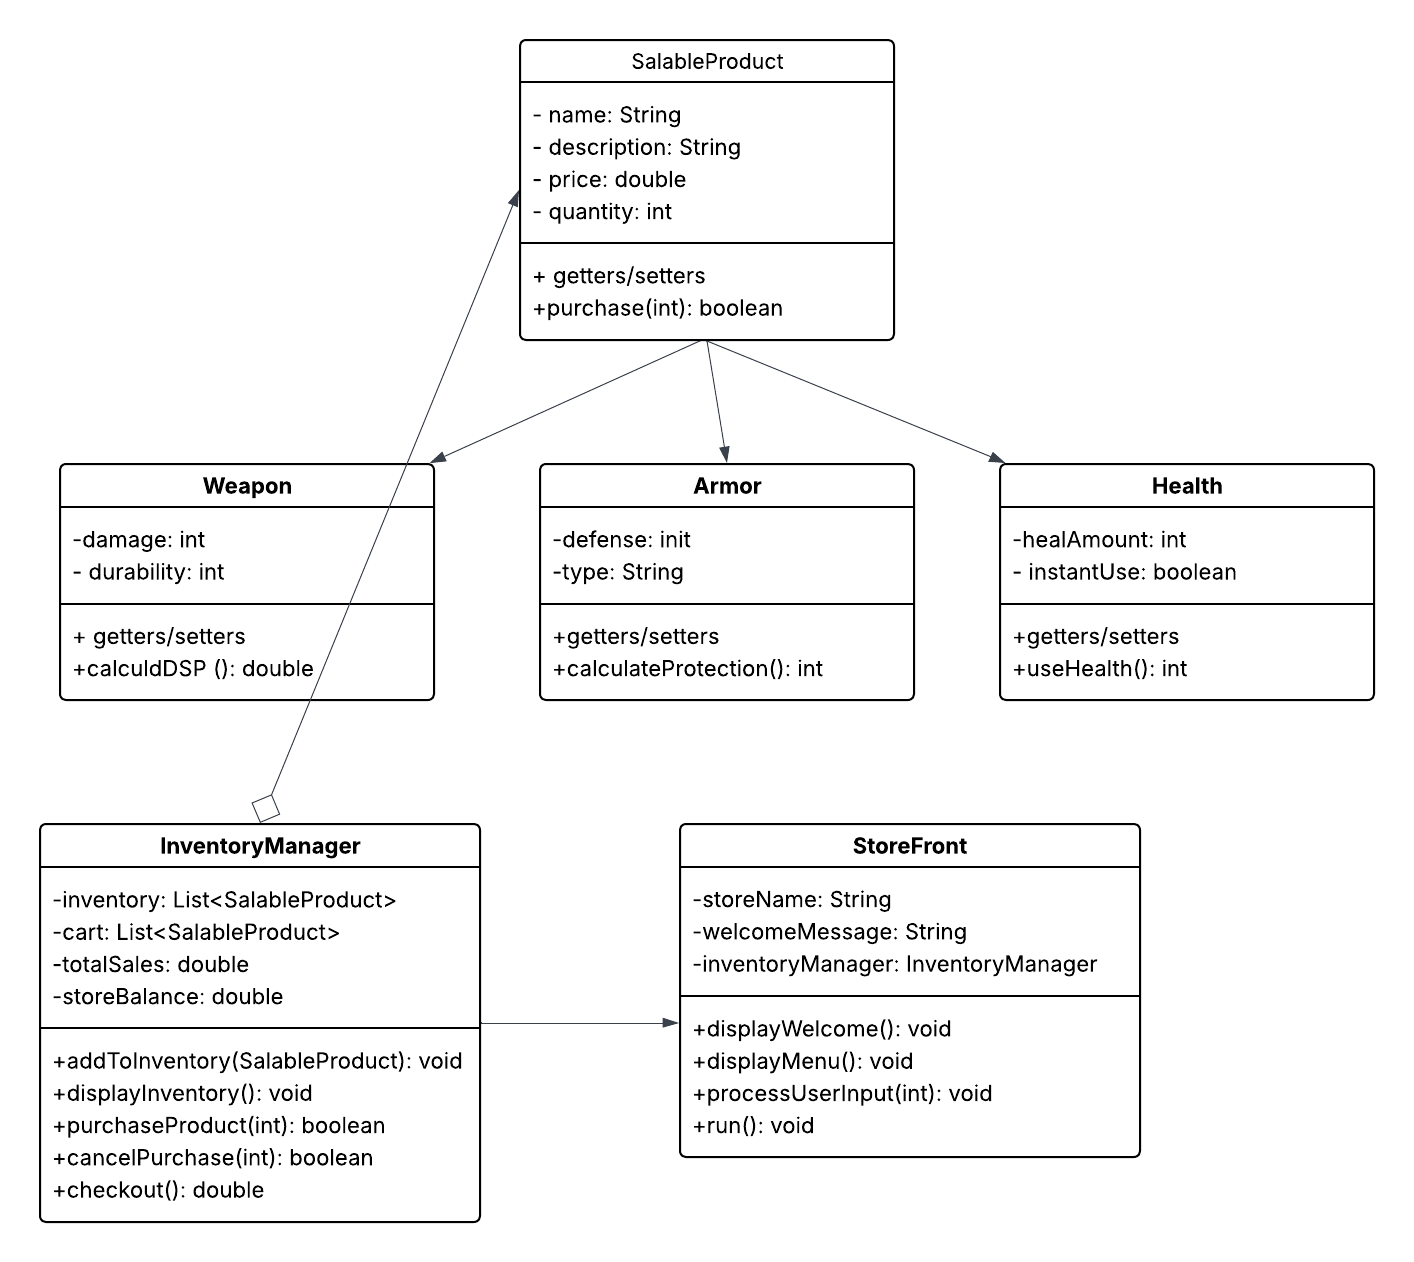 SalableProduct
- name: String
- description: String
- price: double
- quantity: int
+ getters/setters
+purchase(int): boolean
Weapon
-damage: int
- durability: int
+ getters/setters
+calculdDSP (): double
Armor
-defense: init
-type: String
+getters/setters
+calculateProtection(): int
Health
-healAmount: int
- instantUse: boolean
+getters/setters
+useHealth(): int
InventoryManager
-inventory: List<SalableProduct>
-cart: List<SalableProduct>
-totalSales: double
-storeBalance: double
+addToInventory(SalableProduct): void
+displayInventory(): void
+purchaseProduct(int): boolean
+cancelPurchase(int): boolean
+checkout(): double
StoreFront
-storeName: String
-welcomeMessage: String
-inventoryManager: InventoryManager
+displayWelcome(): void
+displayMenu(): void
+processUserInput(int): void
+run(): void